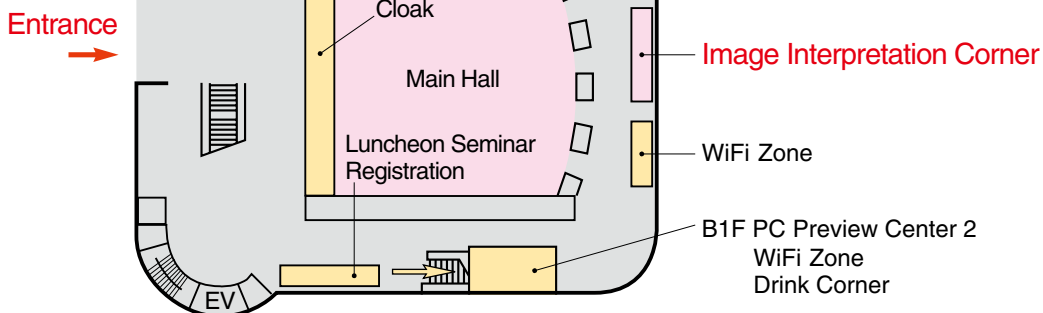 Cloak
Entrance
Image Interpretation Corner
Main Hall
Luncheon Seminar
Registration
WiFi Zone
B1F PC Preview Center 2
WiFi Zone
Drink Corner
EV